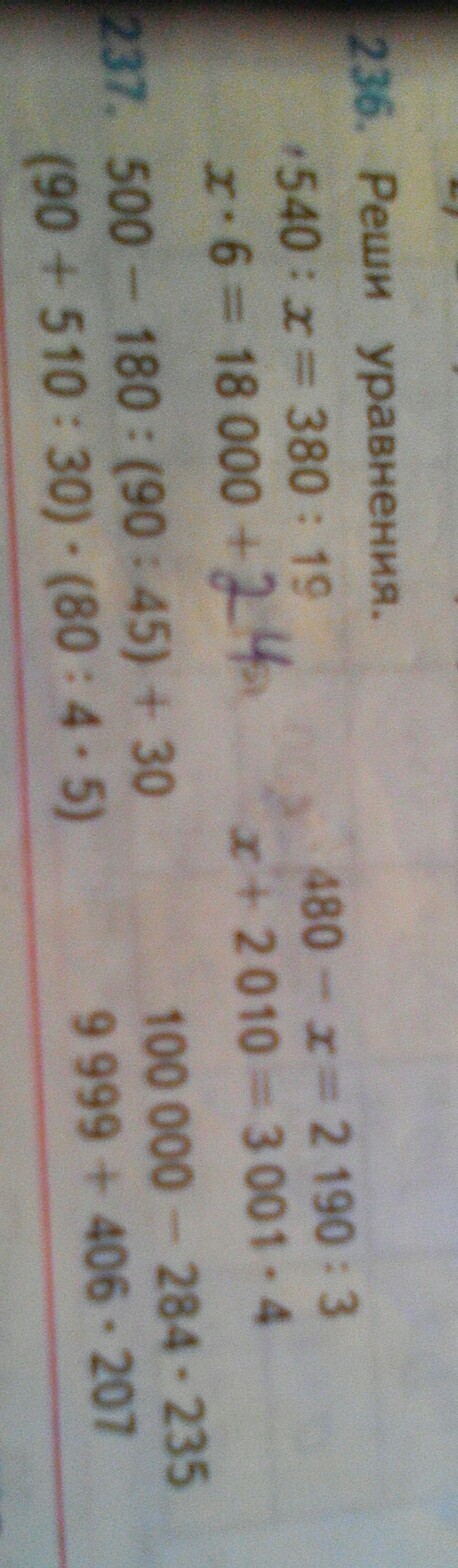 236. Реши уравнения.
540 : x = 380 : 19 480 − x = 2 190 : 3
x · 6 = 18 000 + 24 x + 2 010 = 3 001 · 4
237. 500 − 180 : (90 : 45) + 30 100 000 − 284 · 235
(90 + 510 : 30) · (80 : 4 · 5) 9 999 + 406 · 207